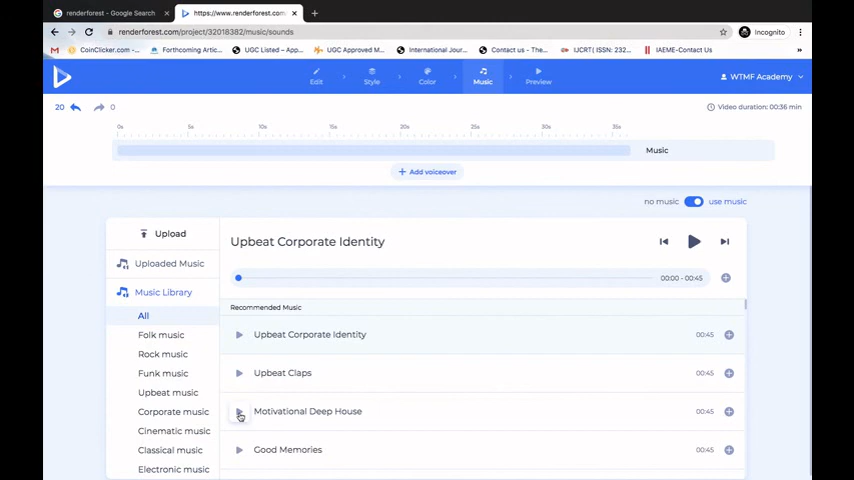 renderforest - Google Search
https://www.renderforest.com/p
renderforest.com/project/32018382/music/sounds
Incognito
CoinClicker.com -...
Forthcoming Artic...
UGC Listed – App...
UGC Approved M...
International Jour...
Contact us - The...
IJCRT( ISSN: 232...
IAEME-Contact Us
Edit
Style
Color
Music
Preview
WTMF Academy
20
0
Video duration: 00:36 min
0s
5s
10s
15s
20s
25s
30s
35s
Music
+ Add voiceover
no music
use music
Upload
Uploaded Music
Music Library
All
Folk music
Rock music
Funk music
Upbeat music
Corporate music
Cinematic music
Classical music
Electronic music
Upbeat Corporate Identity
00:00 - 00:45
Recommended Music
Upbeat Corporate Identity
00:45
Upbeat Claps
00:45
Motivational Deep House
00:45
Good Memories
00:45